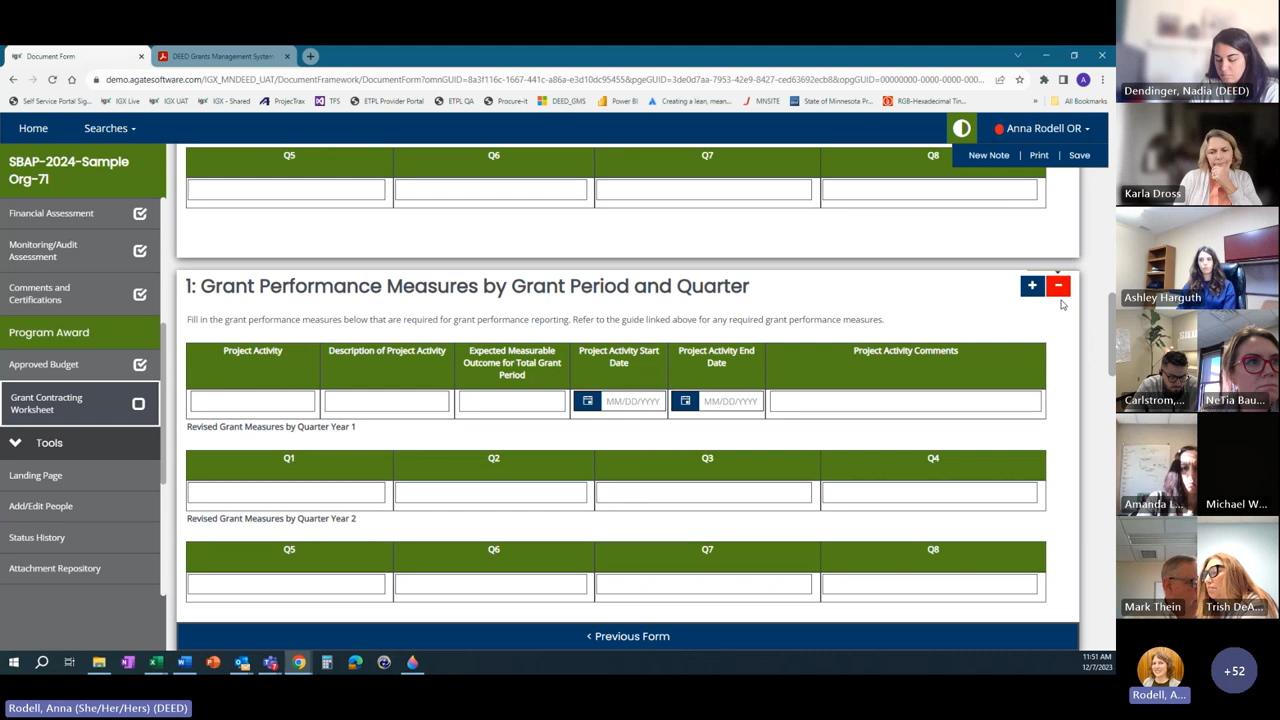 Document Form
DEED Grants Management System
demo.agatesoftware.com/IGX_MNDEED_UAT/DocumentFramework/DocumentForm?omnGUID=8a3f116c-1667-441c-a86a-e3d10dc95455&pgeGUID=3de0d7aa-7953-42e9-8427-ced63692ecb8&opgGUID=00000000-0000-0000-000...
A
Self Service Portal Sig...
IGX Live
IGX UAT
IGX - Shared
ProjecTrax
TFS
ETPL Provider Portal
ETPL QA
Procure-it
DEED_GMS
Power BI
Creating a lean, mean...
MNSITE
State of Minnesota Pr...
RGB-Hexadecimal Tin...
»
All Bookmarks
Home
Searches
Anna Rodell OR
New Note
Print
Save
SBAP-2024-Sample
Org-71
Financial Assessment
Monitoring/Audit
Assessment
Comments and
Certifications
Program Award
Approved Budget
Grant Contracting
Worksheet
Tools
Landing Page
Add/Edit People
Status History
Attachment Repository
Q5 Q6 Q7 Q8
1: Grant Performance Measures by Grant Period and Quarter
+ -
Fill in the grant performance measures below that are required for grant performance reporting. Refer to the guide linked above for any required grant performance measures.
Project Activity
Description of Project Activity
Expected Measurable
Outcome for Total Grant
Period
Project Activity Start
Date
Project Activity End
Date
Project Activity Comments
MM/DD/YYYY
MM/DD/YYYY
Revised Grant Measures by Quarter Year 1
Q1 Q2 Q3 Q4
Revised Grant Measures by Quarter Year 2
Q5 Q6 Q7 Q8
< Previous Form
11:51 AM
12/7/2023
Dendinger, Nadia (DEED)
Karla Dross
Ashley Harguth
Carlstrom,...
NeTia Bau...
Amanda L...
Michael W...
Mark Thein
Trish DeA...
Rodell, A...
+52
Rodell, Anna (She/Her/Hers) (DEED)